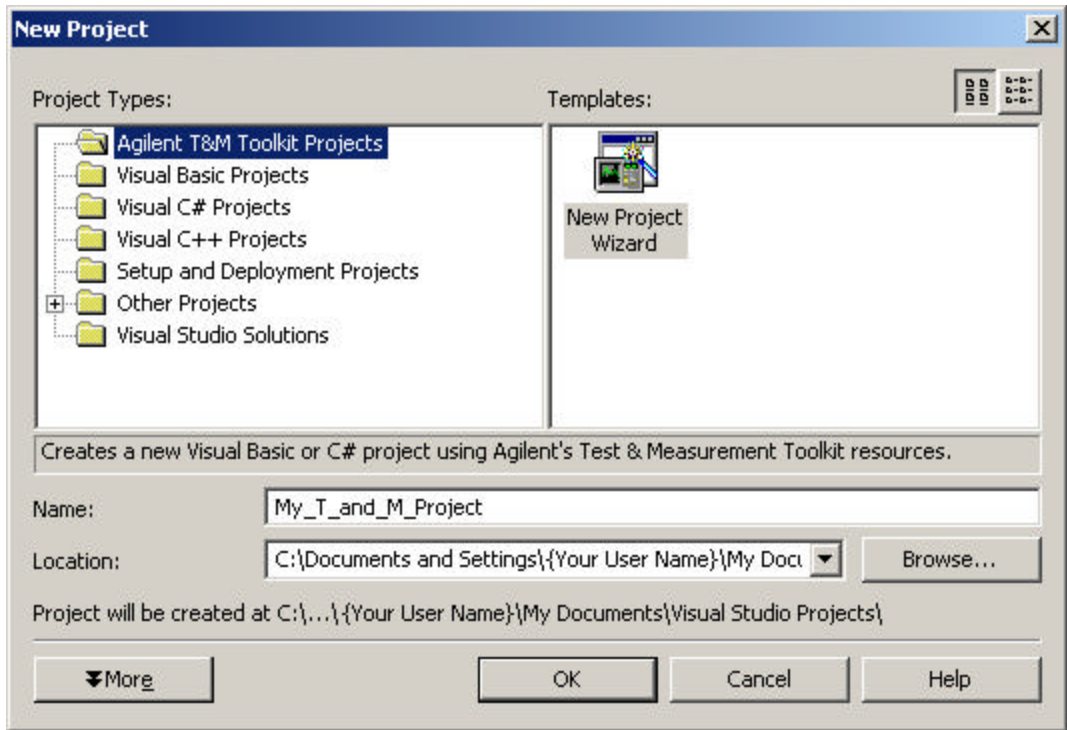 New Project
Project Types:
Templates:
Agilent T&M Toolkit Projects
Visual Basic Projects
Visual C# Projects
Visual C++ Projects
Setup and Deployment Projects
Other Projects
Visual Studio Solutions
New Project
Wizard
Creates a new Visual Basic or C# project using Agilent's Test & Measurement Toolkit resources.
Name:
My_T_and_M_Project
Location:
C:\Documents and Settings\{Your User Name}\My Docu
Browse...
Project will be created at C:\...\{Your User Name}\My Documents\Visual Studio Projects\
More
OK
Cancel
Help